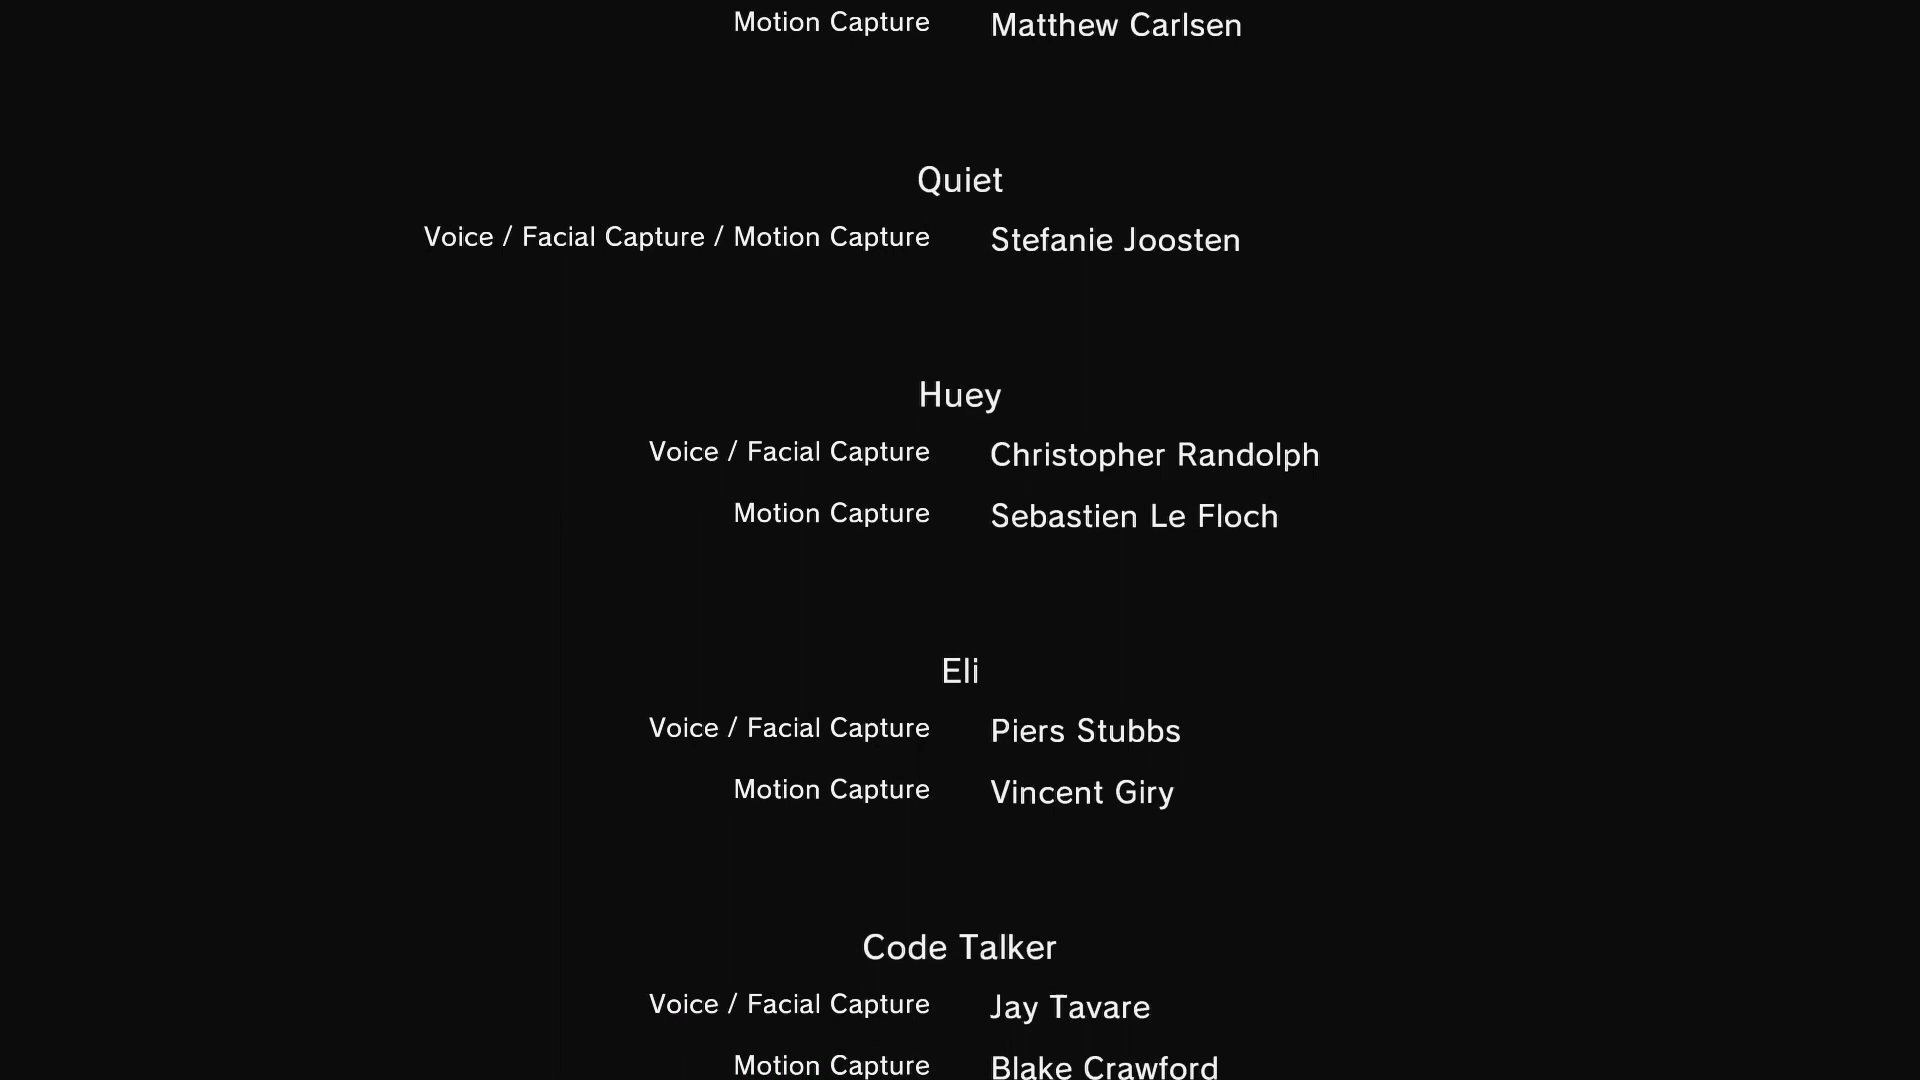 Motion Capture Matthew Carlsen
Quiet
Voice / Facial Capture / Motion Capture Stefanie Joosten
Huey
Voice / Facial Capture Christopher Randolph
Motion Capture Sebastien Le Floch
Eli
Voice / Facial Capture Piers Stubbs
Motion Capture Vincent Giry
Code Talker
Voice / Facial Capture Jay Tavare
Motion Capture Blake Crawford